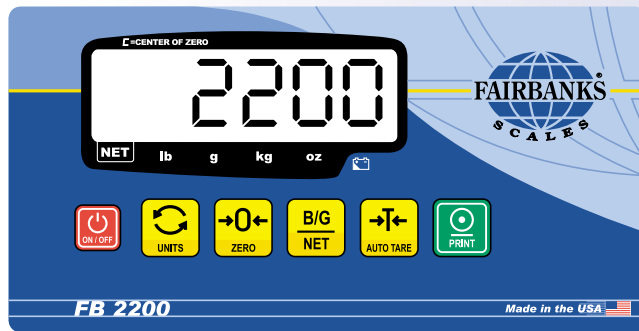 ⊏=CENTER OF ZERO
2200
NET lb g kg oz
FAIRBANKS®
SCALES
ON / OFF
UNITS
→0←
ZERO
B/G
NET
→T←
AUTO TARE
PRINT
FB 2200
Made in the USA